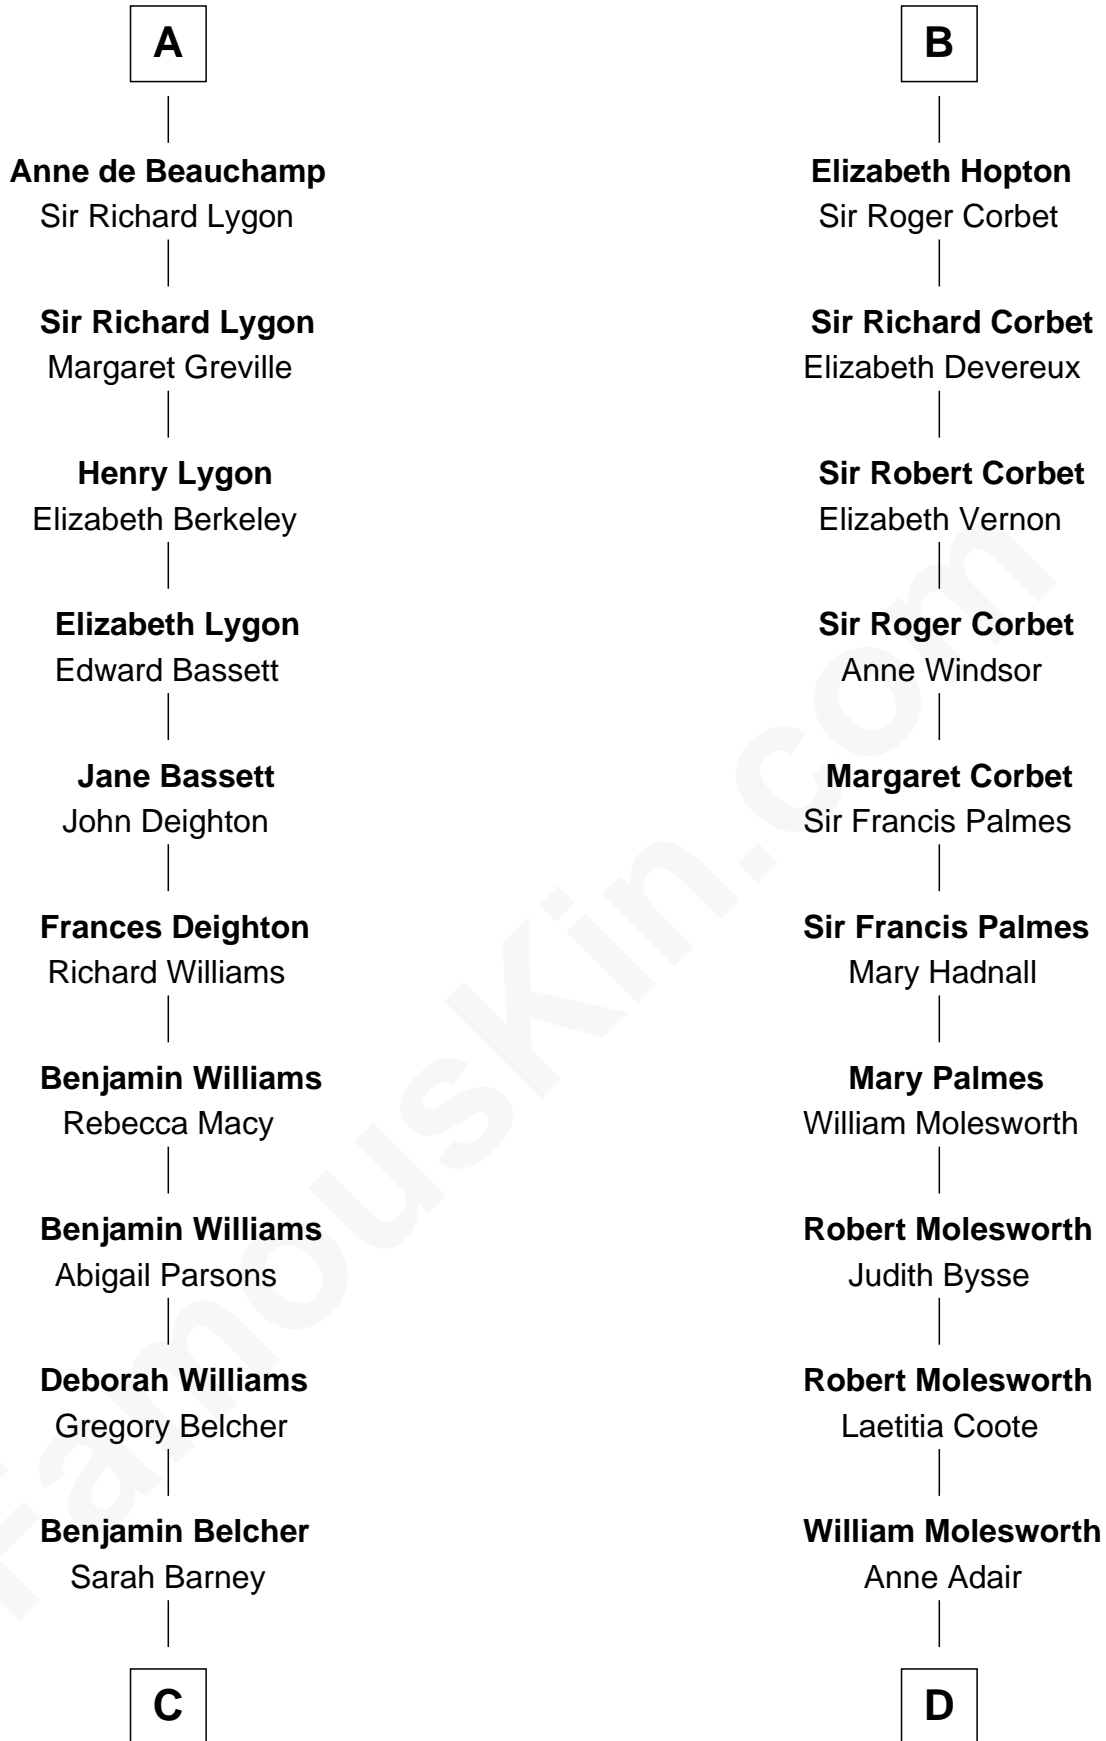 A
Anne de Beauchamp
Sir Richard Lygon
Sir Richard Lygon
Margaret Greville
Henry Lygon
Elizabeth Berkeley
Elizabeth Lygon
Edward Bassett
Jane Bassett
John Deighton
Frances Deighton
Richard Williams
Benjamin Williams
Rebecca Macy
Benjamin Williams
Abigail Parsons
Deborah Williams
Gregory Belcher
Benjamin Belcher
Sarah Barney
C
B
Elizabeth Hopton
Sir Roger Corbet
Sir Richard Corbet
Elizabeth Devereux
Sir Robert Corbet
Elizabeth Vernon
Sir Roger Corbet
Anne Windsor
Margaret Corbet
Sir Francis Palmes
Sir Francis Palmes
Mary Hadnall
Mary Palmes
William Molesworth
Robert Molesworth
Judith Bysse
Robert Molesworth
Laetitia Coote
William Molesworth
Anne Adair
D
FamousKin.com